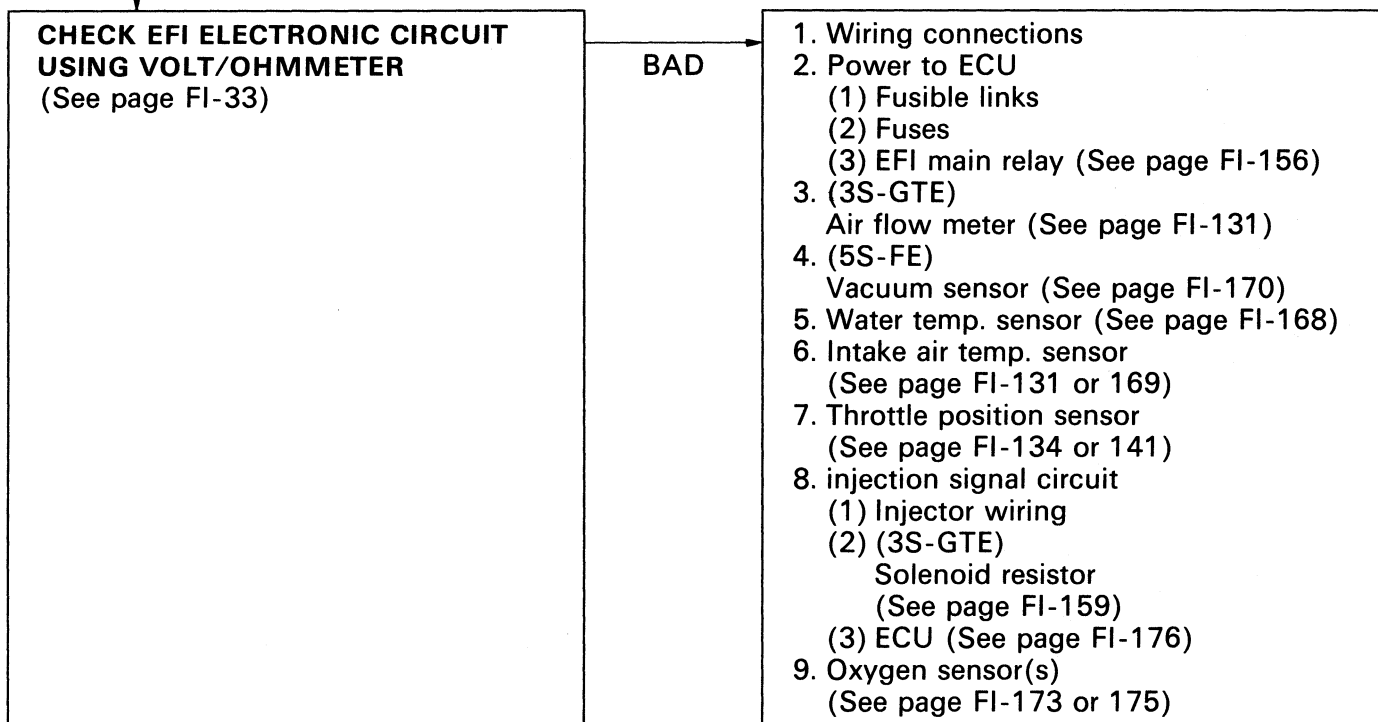 CHECK EFI ELECTRONIC CIRCUIT
USING VOLT/OHMMETER
(See page FI-33)
BAD
1. Wiring connections
2. Power to ECU
(1) Fusible links
(2) Fuses
(3) EFI main relay (See page FI-156)
3. (3S-GTE)
Air flow meter (See page FI-131)
4. (5S-FE)
Vacuum sensor (See page FI-170)
5. Water temp. sensor (See page FI-168)
6. Intake air temp. sensor
(See page FI-131 or 169)
7. Throttle position sensor
(See page FI-134 or 141)
8. injection signal circuit
(1) Injector wiring
(2) (3S-GTE)
Solenoid resistor
(See page FI-159)
(3) ECU (See page FI-176)
9. Oxygen sensor(s)
(See page FI-173 or 175)